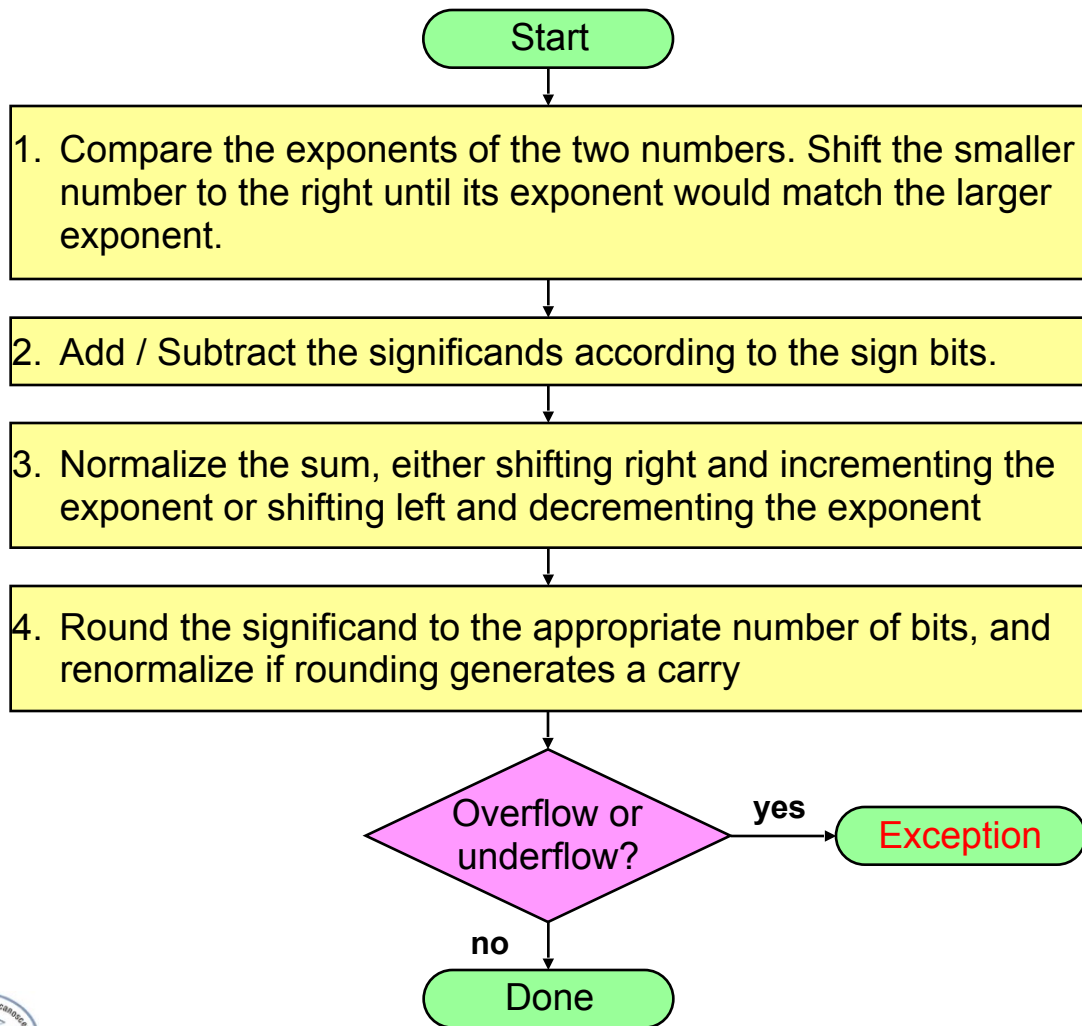 Start
1. Compare the exponents of the two numbers. Shift the smaller
number to the right until its exponent would match the larger
exponent.
2. Add / Subtract the significands according to the sign bits.
3. Normalize the sum, either shifting right and incrementing the
exponent or shifting left and decrementing the exponent
4. Round the significand to the appropriate number of bits, and
renormalize if rounding generates a carry
Overflow or
underflow?
yes
Exception
no
Done